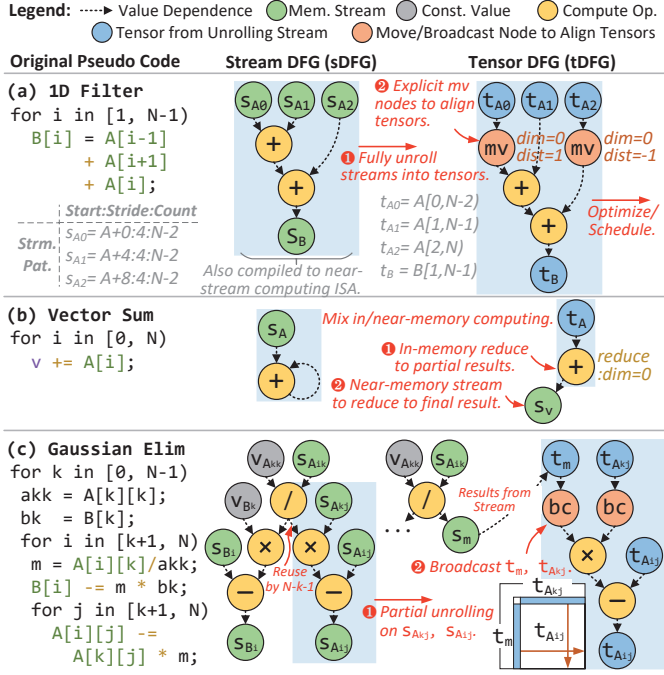 Legend: Value Dependence Mem. Stream Const. Value Compute Op.
Tensor from Unrolling Stream Move/Broadcast Node to Align Tensors
Original Pseudo Code Stream DFG (sDFG) Tensor DFG (tDFG)
(a) 1D Filter
for i in [1, N-1)
B[i] = A[i-1]
+ A[i+1]
+ A[i];
Start:Stride:Count
Strm. Pat.
sA0= A+0:4:N-2
sA1= A+4:4:N-2
sA2= A+8:4:N-2
sA0 sA1 sA2
+
+
SB
Also compiled to near-
stream computing ISA.
❷ Explicit mv
nodes to align
tensors.
❶ Fully unroll
streams into tensors.
tA0= A[0,N-2)
tA1= A[1,N-1)
tA2= A[2,N)
tB = B[1,N-1)
tA0 tA1 tA2
mv dim=0 dist=1 mv dim=0 dist=-1
+
+
tB
Optimize/
Schedule.
(b) Vector Sum
for i in [0, N)
v += A[i];
sA
+
Mix in/near-memory computing.
❶ In-memory reduce
to partial results.
❷ Near-memory stream
to reduce to final result.
tA
+ reduce
:dim=0
sv
(c) Gaussian Elim
for k in [0, N-1)
akk = A[k][k];
bk = B[k];
for i in [k+1, N)
m = A[i][k]/akk;
B[i] -= m * bk;
for j in [k+1, N)
A[i][j] -=
A[k][j] * m;
vAkk sAik
vBk / sAkj
sBi × × sAij
Reuse
by N-k-1
− −
sBi sAij
vAkk sAik
/
... sm
Results from
Stream
❶ Partial unrolling
on sAkj, sAij.
❷ Broadcast tm, tAkj.
tm tAkj
bc bc
× tAij
−
tAij
tAkj
tm tAij